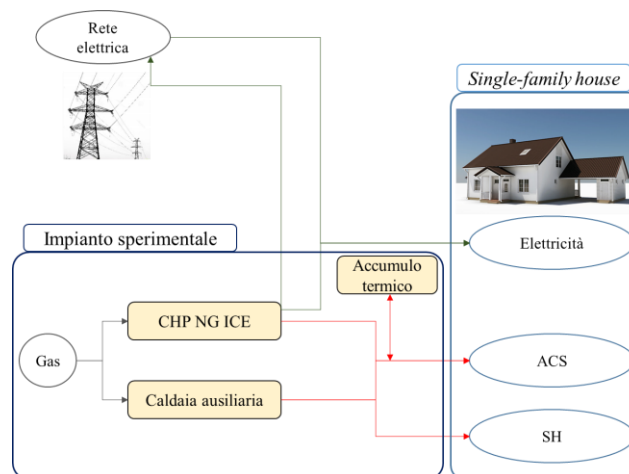 Rete
elettrica
Single-family house
Impianto sperimentale
Accumulo
termico
Elettricità
CHP NG ICE
Gas
ACS
Caldaia ausiliaria
SH